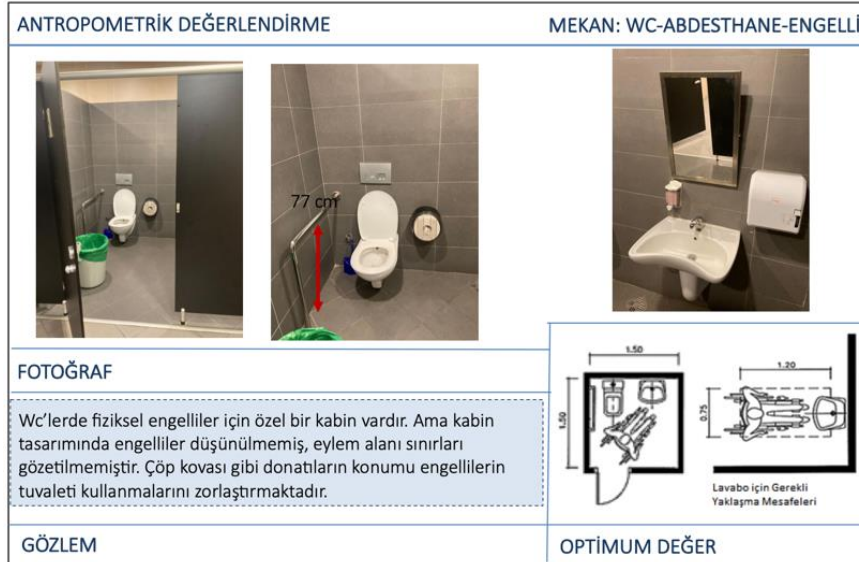 ANTROPOMETRİK DEĞERLENDİRME
MEKAN: WC-ABDESTHANE-ENGELLİ
77 cm
FOTOĞRAF
Wc'lerde fiziksel engelliler için özel bir kabin vardır. Ama kabin
tasarımında engelliler düşünülmemiş, eylem alanı sınırları
gözetilmemiştir. Çöp kovası gibi donatıların konumu engellilerin
tuvaleti kullanmalarını zorlaştırmaktadır.
GÖZLEM
1.50
1.50
1.20
0.75
Lavabo için Gerekli
Yaklaşma Mesafeleri
OPTİMUM DEĞER